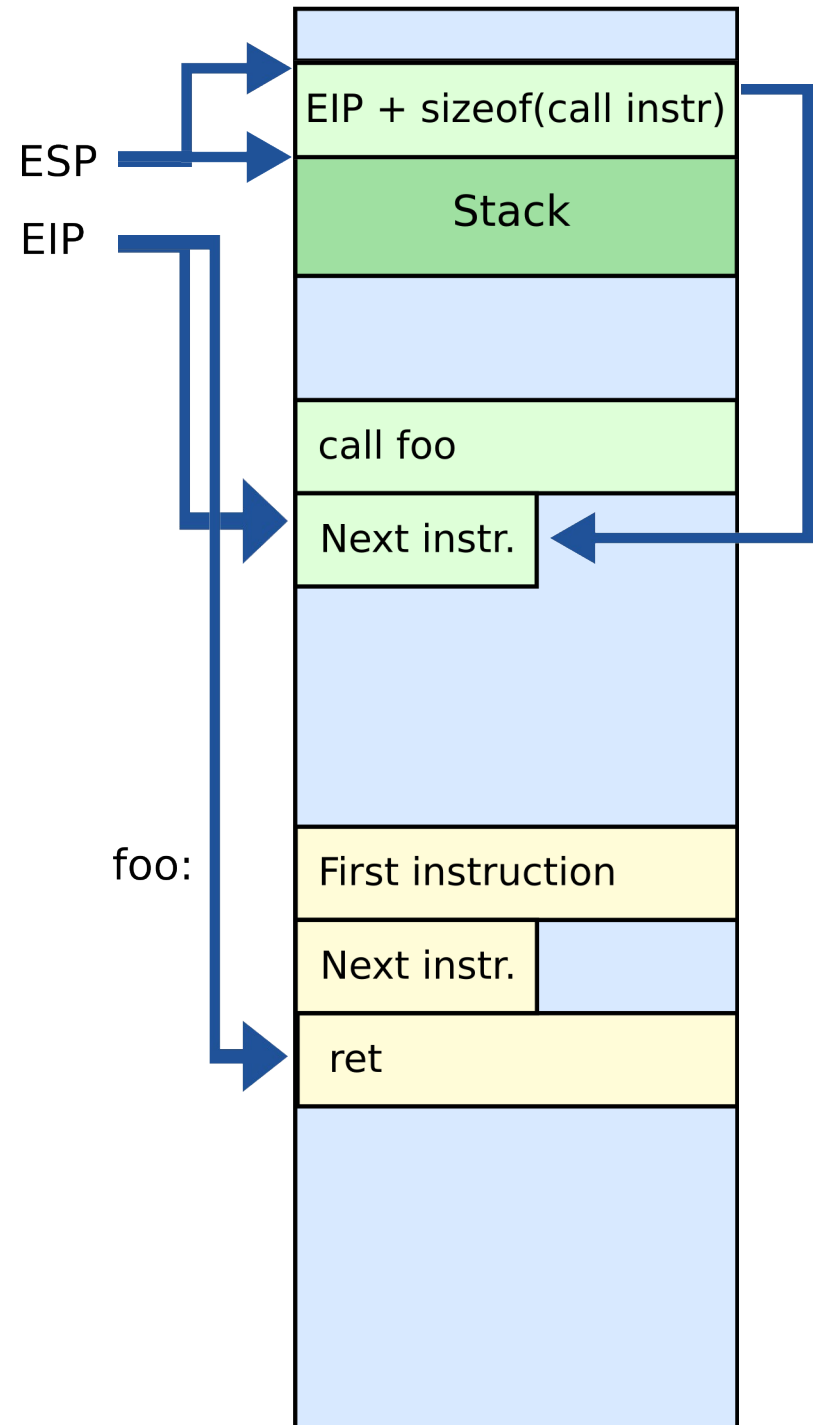 EIP + sizeof(call instr)
ESP
Stack
EIP
call foo
Next instr.
foo:
First instruction
Next instr.
ret